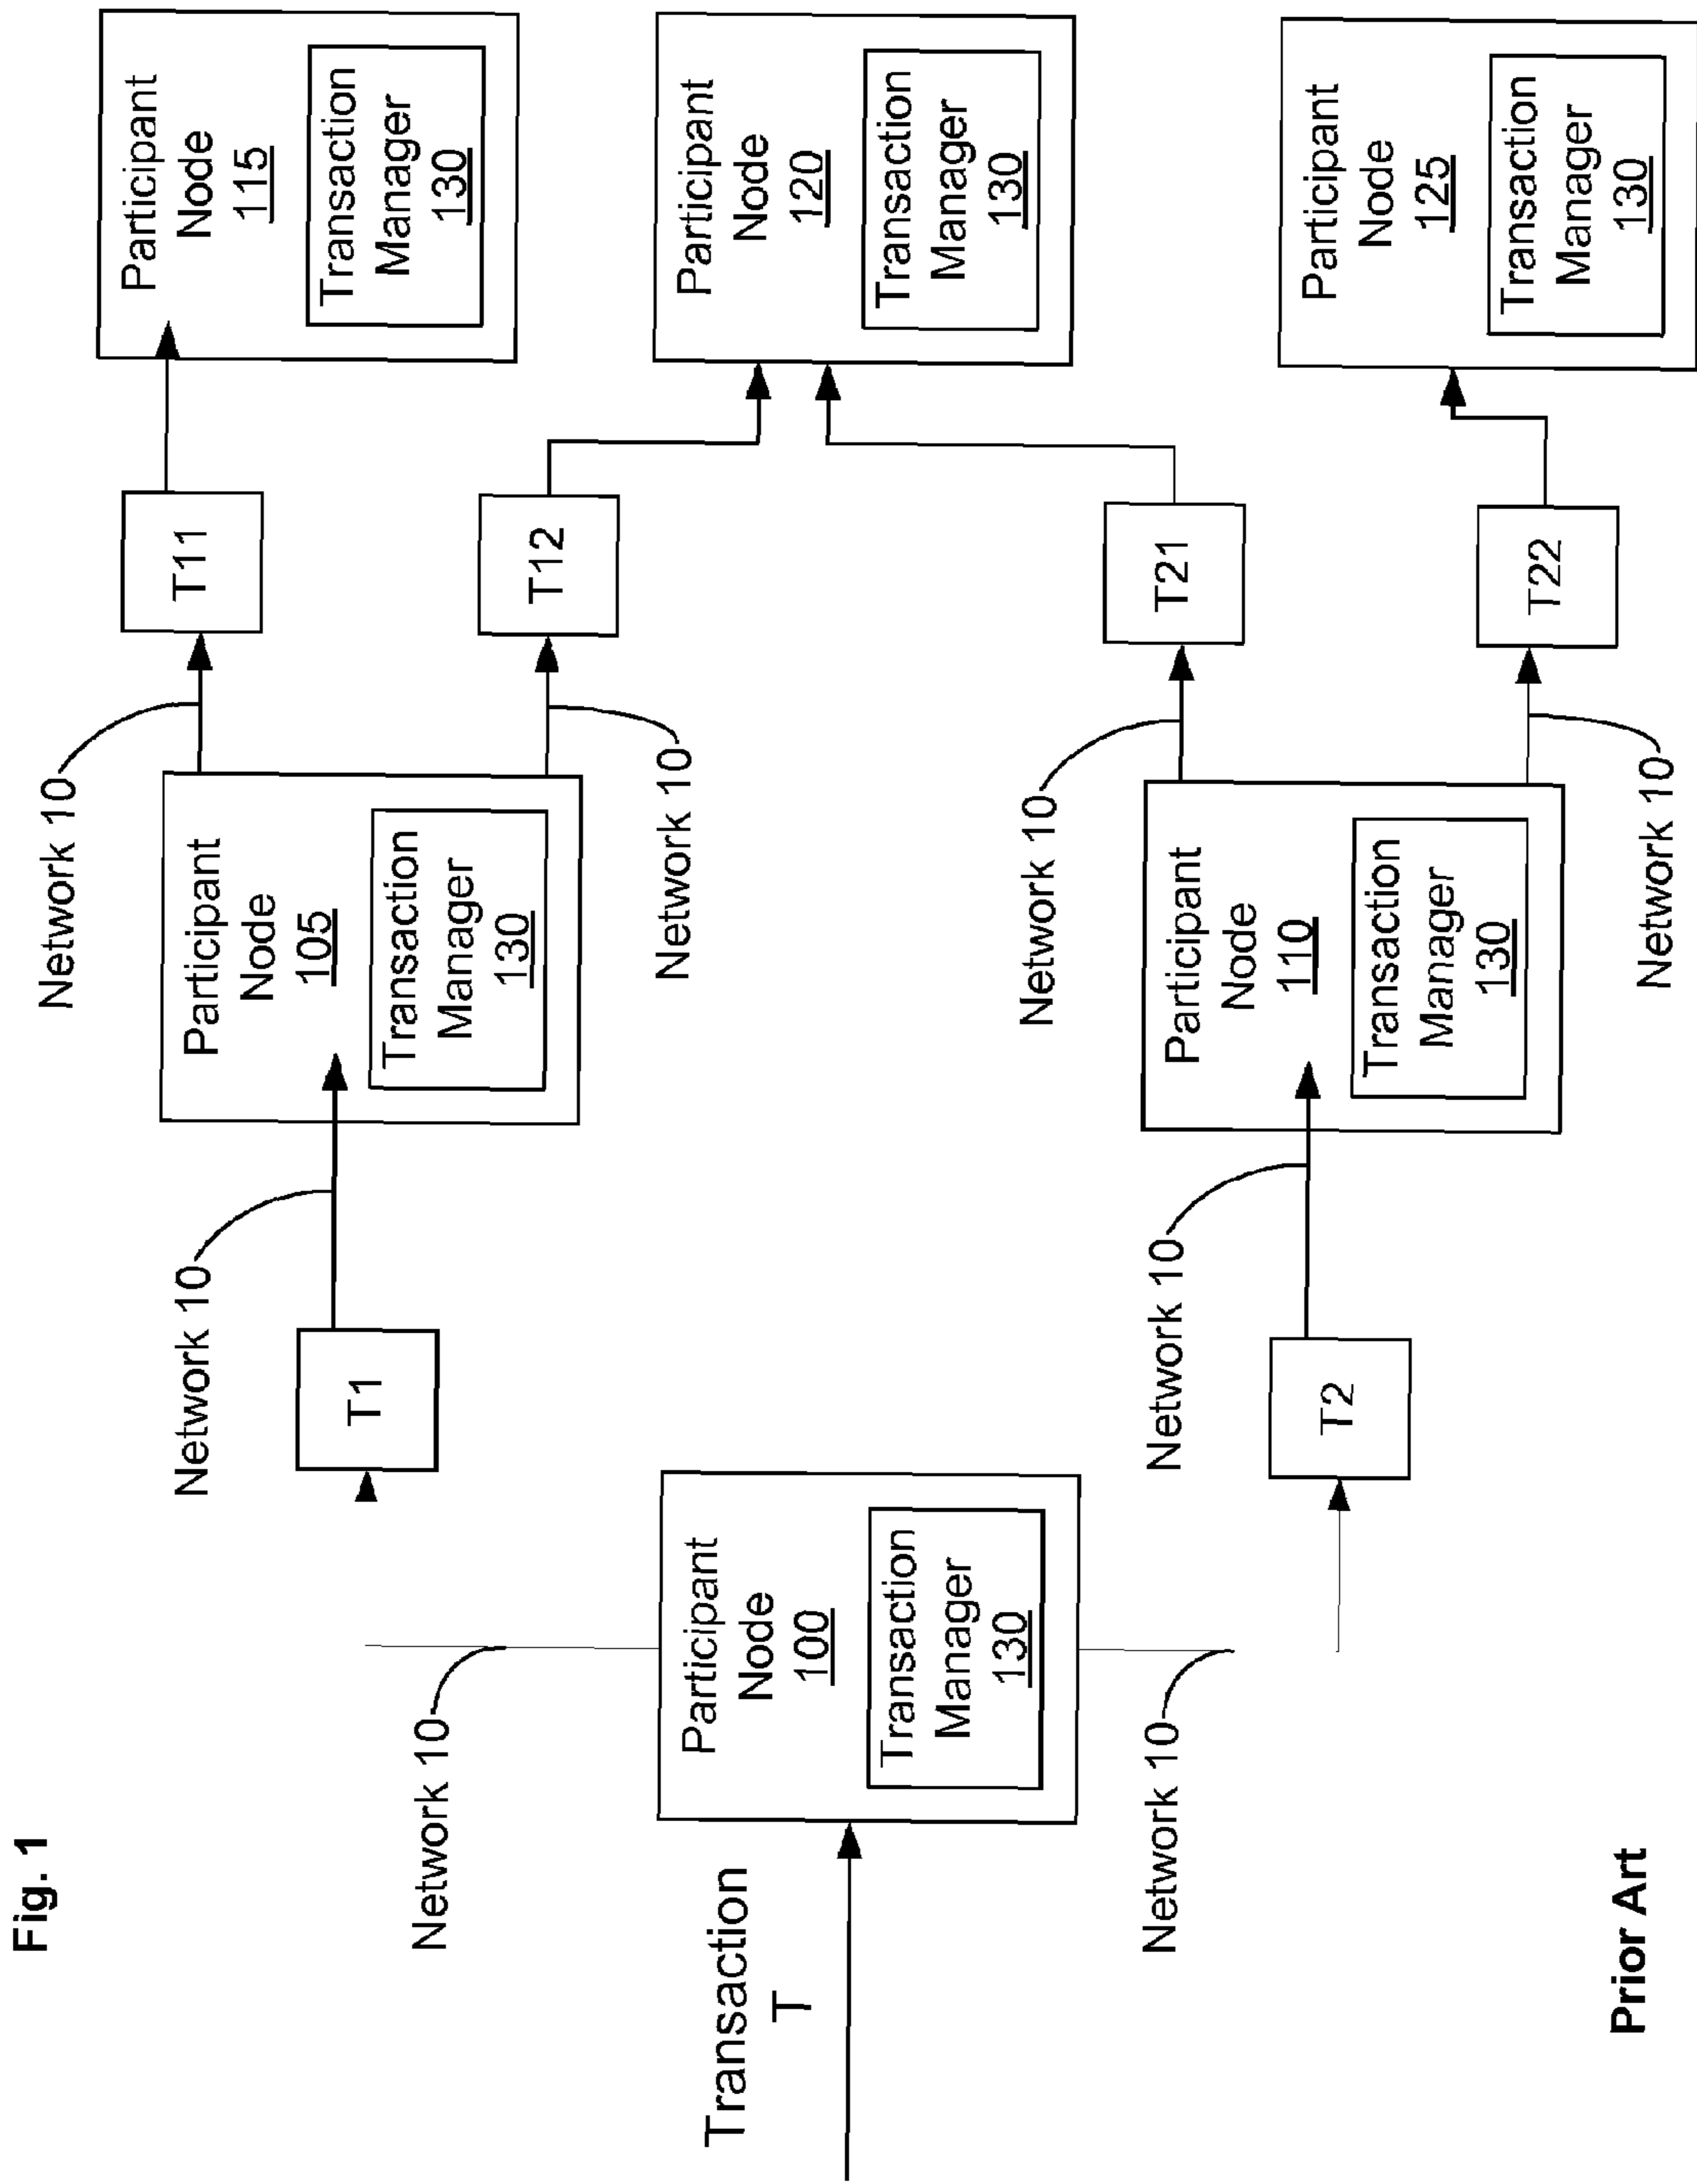 Fig. 1
Transaction
T
Participant
Node
100
Transaction
Manager
130
Network 10
Network 10
T1
T2
Network 10
Network 10
Participant
Node
105
Transaction
Manager
130
Participant
Node
110
Transaction
Manager
130
Network 10
Network 10
Network 10
Network 10
T11
T12
T21
T22
Participant
Node
115
Transaction
Manager
130
Participant
Node
120
Transaction
Manager
130
Participant
Node
125
Transaction
Manager
130
Prior Art